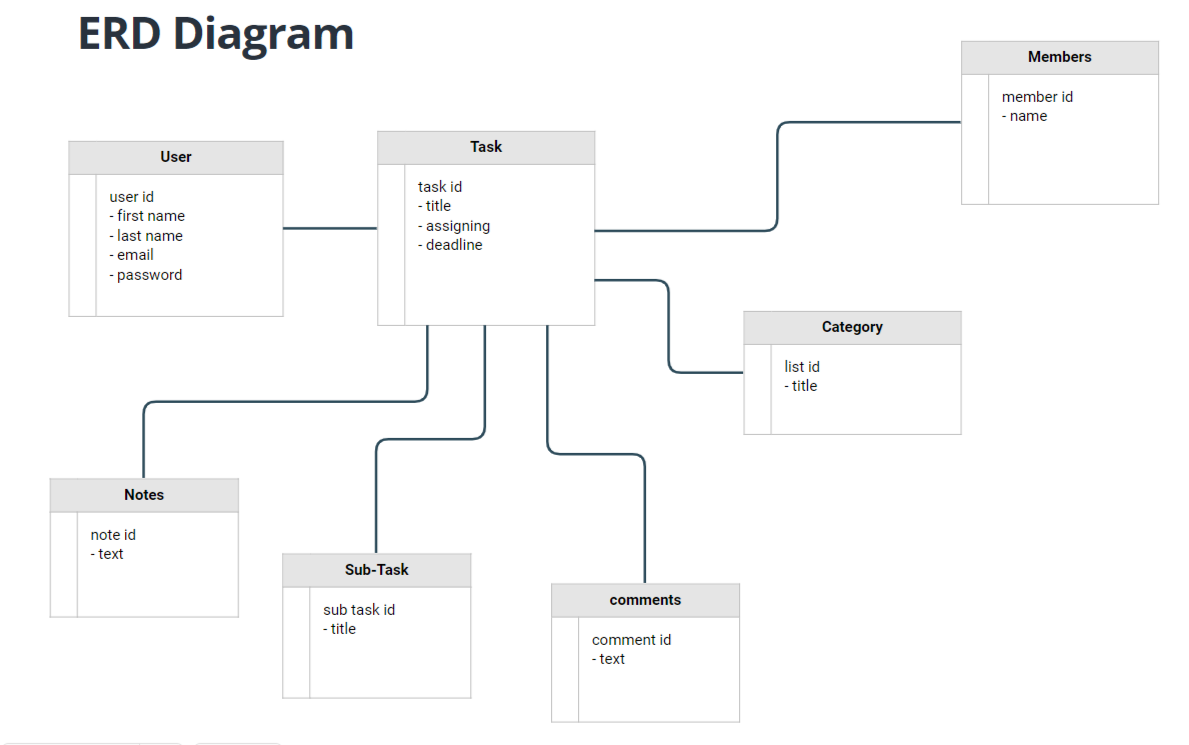 ERD Diagram
Members
member id
- name
User
user id
- first name
- last name
- email
- password
Task
task id
- title
- assigning
- deadline
Category
list id
- title
Notes
note id
- text
Sub-Task
sub task id
- title
comments
comment id
- text